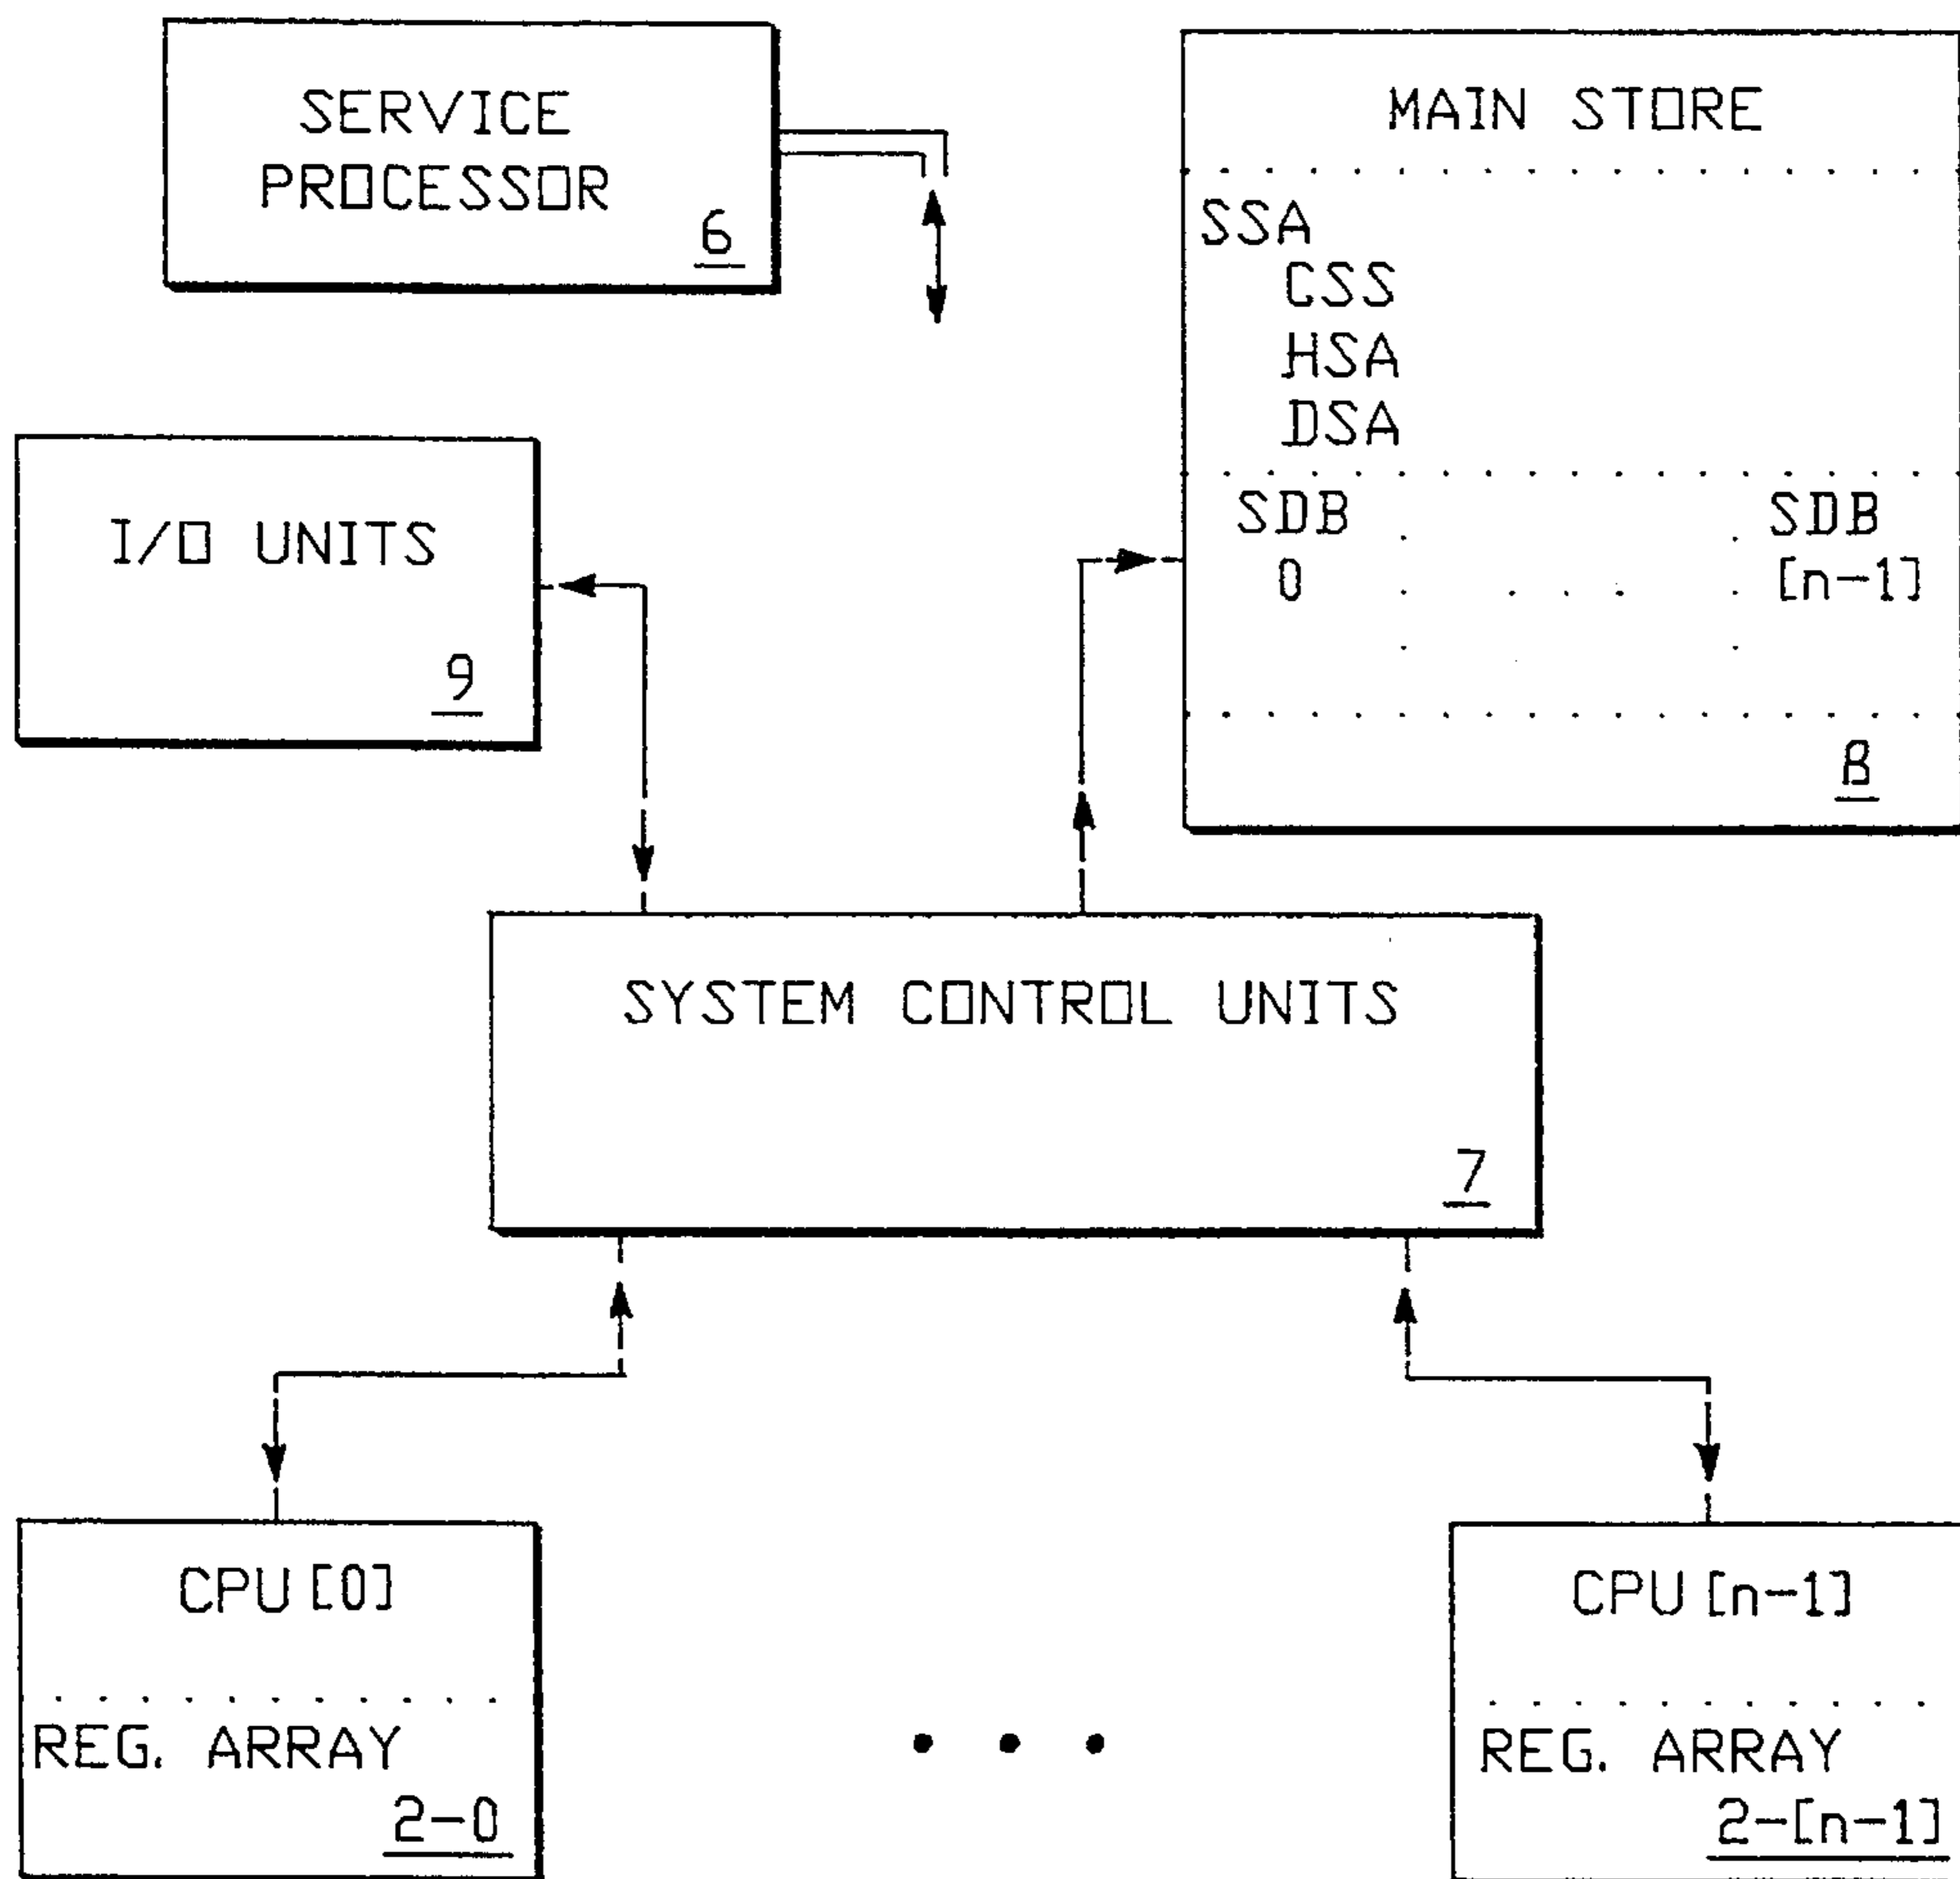 SERVICE
PROCESSOR
6
MAIN STORE
SSA
CSS
HSA
DSA
SDB SDB
0 . . . [n-1]
8
I/O UNITS
9
SYSTEM CONTROL UNITS
7
CPU[0]
REG. ARRAY
2-0
• • •
CPU[n-1]
REG. ARRAY
2-[n-1]